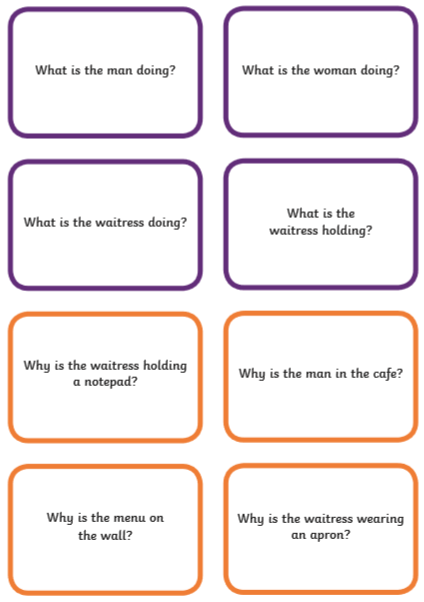 What is the man doing?
What is the woman doing?
What is the waitress doing?
What is the
waitress holding?
Why is the waitress holding
a notepad?
Why is the man in the cafe?
Why is the menu on
the wall?
Why is the waitress wearing
an apron?